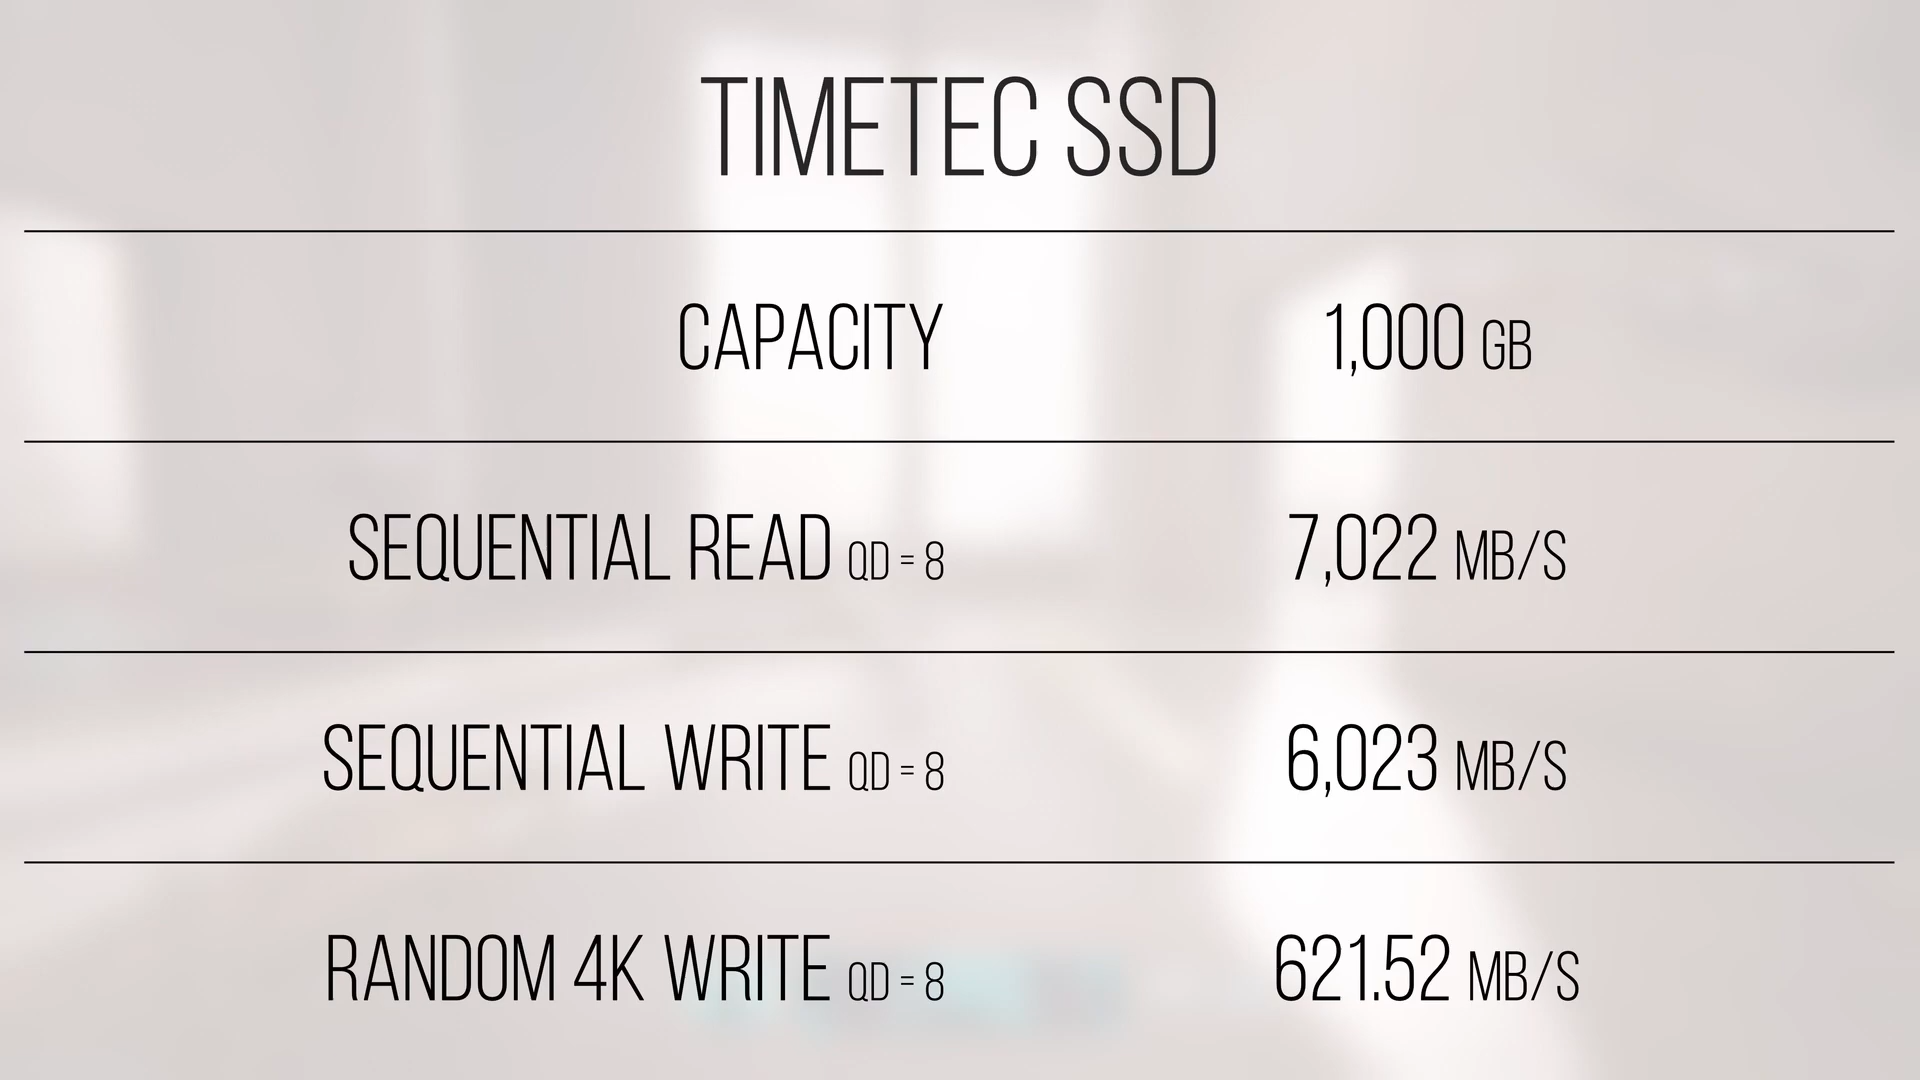 TIMETEC SSD
CAPACITY 1,000 GB
SEQUENTIAL READ QD = 8 7,022 MB/S
SEQUENTIAL WRITE QD = 8 6,023 MB/S
RANDOM 4K WRITE QD = 8 621.52 MB/S